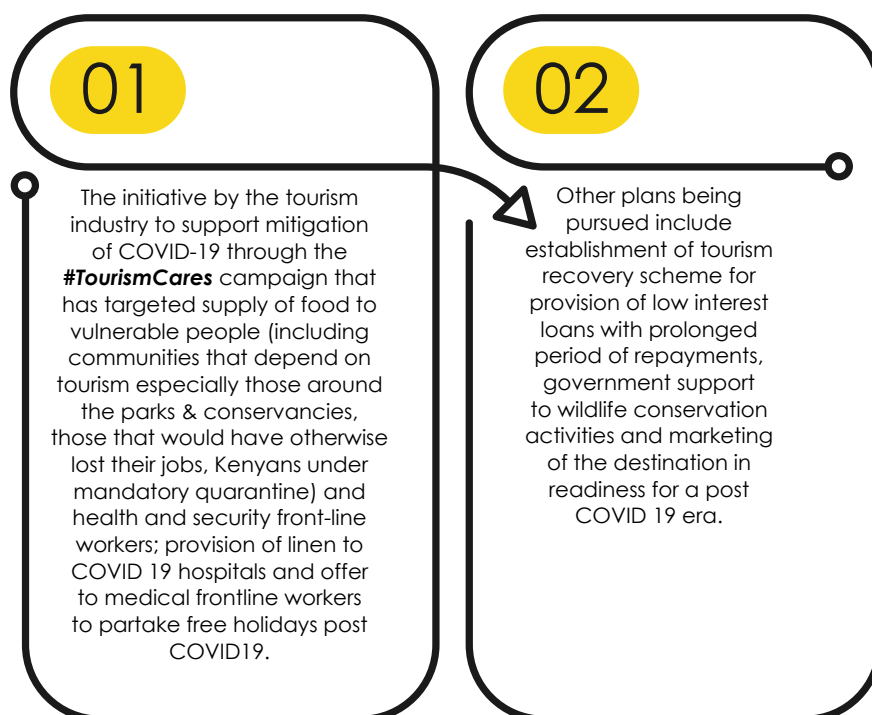 01
The initiative by the tourism
industry to support mitigation
of COVID-19 through the
#TourismCares campaign that
has targeted supply of food to
vulnerable people (including
communities that depend on
tourism especially those around
the parks & conservancies,
those that would have otherwise
lost their jobs, Kenyans under
mandatory quarantine) and
health and security front-line
workers; provision of linen to
COVID 19 hospitals and offer
to medical frontline workers
to partake free holidays post
COVID19.
02
Other plans being
pursued include
establishment of tourism
recovery scheme for
provision of low interest
loans with prolonged
period of repayments,
government support
to wildlife conservation
activities and marketing
of the destination in
readiness for a post
COVID 19 era.